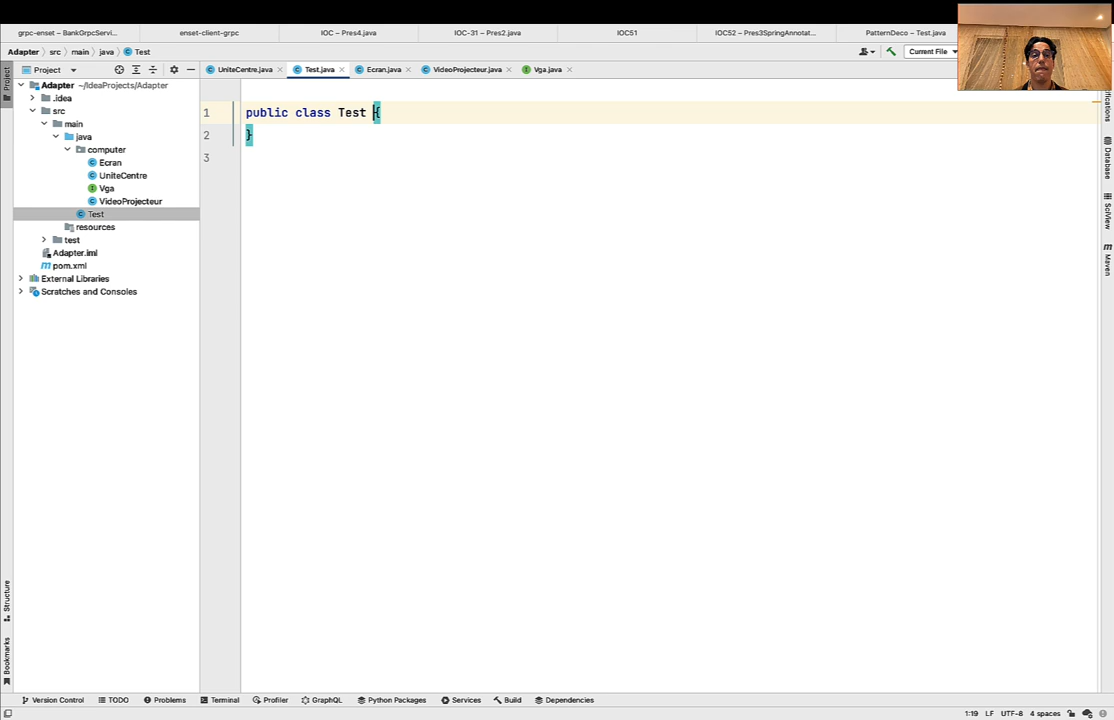 grpc-enset – BankGrpcServi...
enset-client-grpc
IOC – Pres4.java
IOC-31 – Pres2.java
IOC51
IOC52 – Pres3SpringAnnotat...
PatternDeco – Test.java
Adapter > src > main > java > Test
Current File
Project
UniteCentre.java
Test.java
Ecran.java
VideoProjecteur.java
Vga.java
Project
Adapter ~/IdeaProjects/Adapter
.idea
src
main
java
computer
Ecran
UniteCentre
Vga
VideoProjecteur
Test
resources
test
Adapter.iml
pom.xml
External Libraries
Scratches and Consoles
1 public class Test {
2 }
3
Database
SciView
Maven
Structure
Bookmarks
Version Control
TODO
Problems
Terminal
Profiler
GraphQL
Python Packages
Services
Build
Dependencies
1:19 LF UTF-8 4 spaces